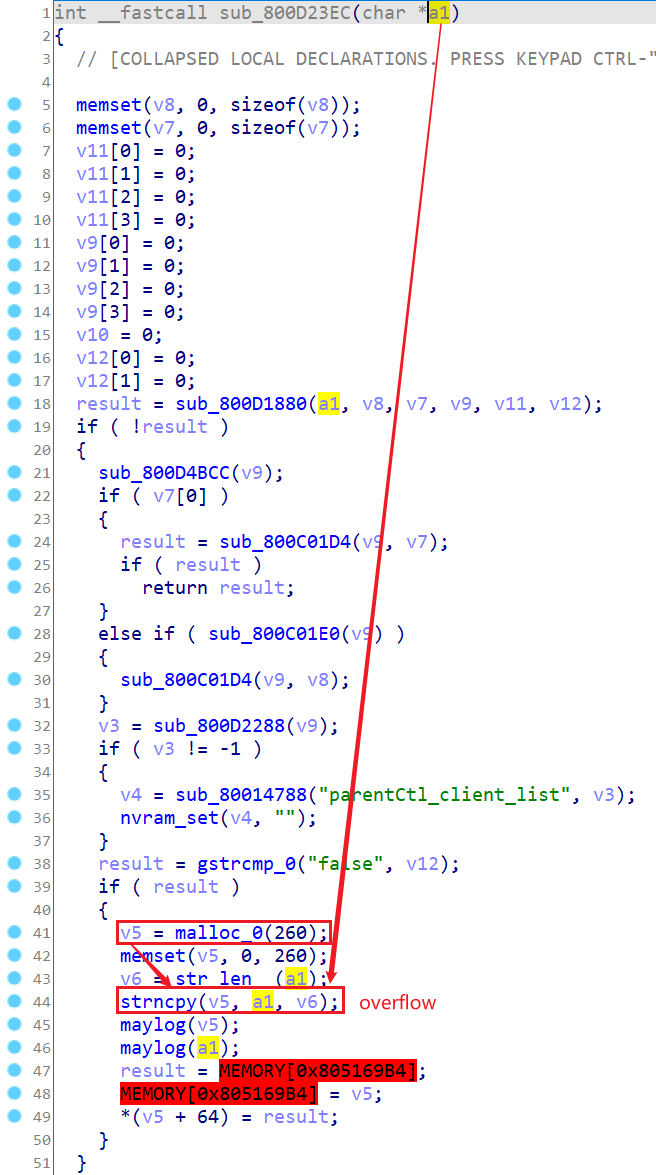 1 int __fastcall sub_800D23EC(char *a1)
2 {
3 // [COLLAPSED LOCAL DECLARATIONS. PRESS KEYPAD CTRL-"
4
5 memset(v8, 0, sizeof(v8));
6 memset(v7, 0, sizeof(v7));
7 v11[0] = 0;
8 v11[1] = 0;
9 v11[2] = 0;
10 v11[3] = 0;
11 v9[0] = 0;
12 v9[1] = 0;
13 v9[2] = 0;
14 v9[3] = 0;
15 v10 = 0;
16 v12[0] = 0;
17 v12[1] = 0;
18 result = sub_800D1880(a1, v8, v7, v9, v11, v12);
19 if ( !result )
20 {
21 sub_800D4BCC(v9);
22 if ( v7[0] )
23 {
24 result = sub_800C01D4(v9, v7);
25 if ( result )
26 return result;
27 }
28 else if ( sub_800C01E0(v9) )
29 {
30 sub_800C01D4(v9, v8);
31 }
32 v3 = sub_800D2288(v9);
33 if ( v3 != -1 )
34 {
35 v4 = sub_80014788("parentCtl_client_list", v3);
36 nvram_set(v4, "");
37 }
38 result = gstrcmp_0("false", v12);
39 if ( result )
40 {
41 v5 = malloc_0(260);
42 memset(v5, 0, 260);
43 v6 = str_len__(a1);
44 strncpy(v5, a1, v6); overflow
45 maylog(v5);
46 maylog(a1);
47 result = MEMORY[0x805169B4];
48 MEMORY[0x805169B4] = v5;
49 *(v5 + 64) = result;
50 }
51 }